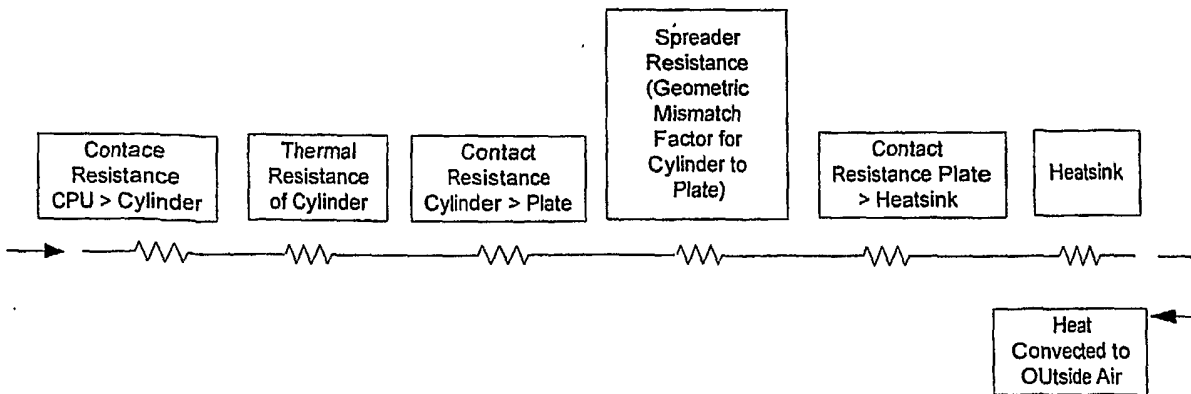 Contace
Resistance
CPU > Cylinder
Thermal
Resistance
of Cylinder
Contact
Resistance
Cylinder > Plate
Spreader
Resistance
(Geometric
Mismatch
Factor for
Cylinder to
Plate)
Contact
Resistance Plate
> Heatsink
Heatsink
Heat
Convected to
OUtside Air